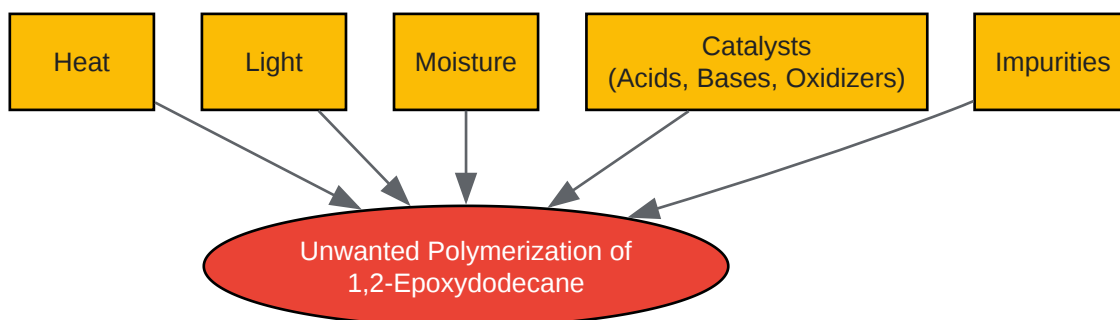 Heat
Light
Moisture
Catalysts
(Acids, Bases, Oxidizers)
Impurities
Unwanted Polymerization of
1,2-Epoxydodecane